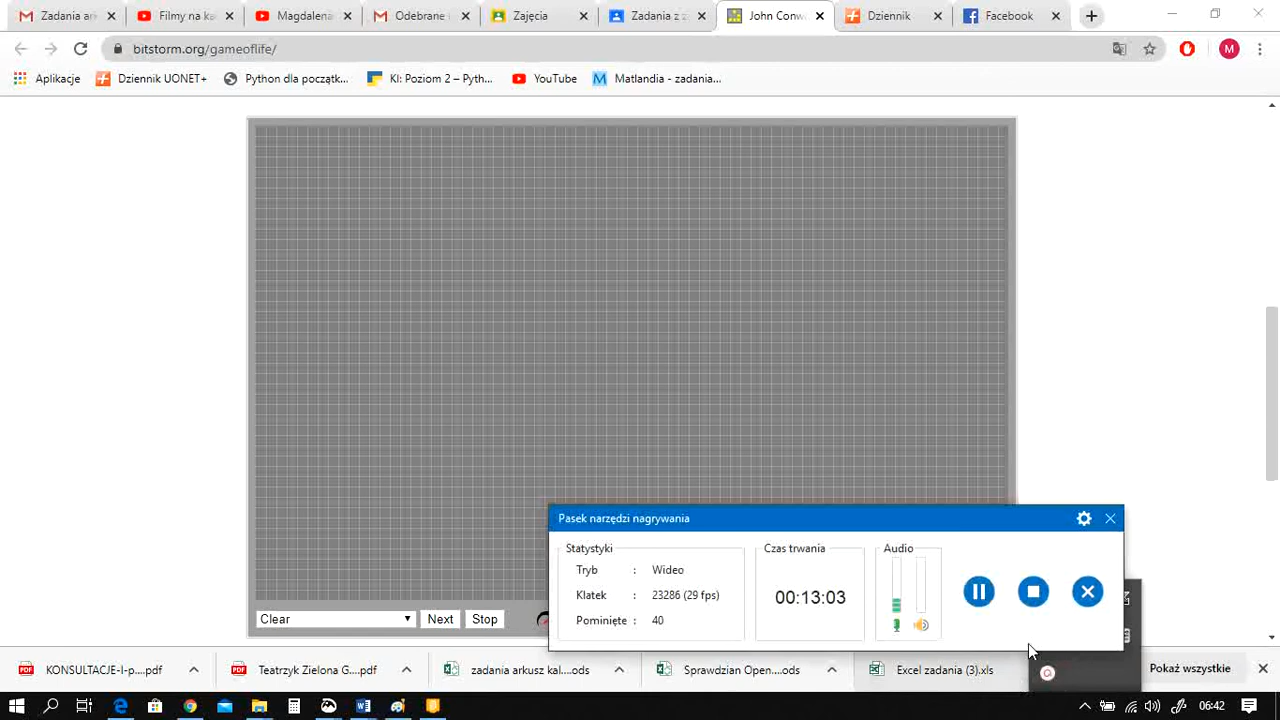 Zadania ar
Filmy na ka
Magdalena
Odebrane
Zajęcia
Zadania z z
John Conw
Dziennik
Facebook
bitstorm.org/gameoflife/
M
Aplikacje
Dziennik UONET+
Python dla początk...
KI: Poziom 2 – Pyth...
YouTube
Matlandia - zadania...
Pasek narzędzi nagrywania
Statystyki
Tryb : Wideo
Klatek : 23286 (29 fps)
Pominięte : 40
Czas trwania
00:13:03
Audio
Clear
Next
Stop
KONSULTACJE-I-p....pdf
Teatrzyk Zielona G....pdf
zadania arkusz kal....ods
Sprawdzian Open....ods
Excel zadania (3).xls
Pokaż wszystkie
06:42